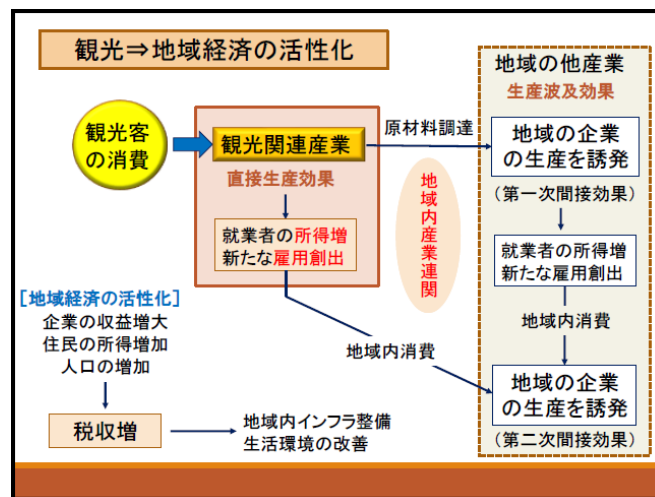 観光⇒地域経済の活性化
観光客
の消費
観光関連産業
直接生産効果
就業者の所得増
新たな雇用創出
原材料調達
地域内産業連関
地域内消費
地域の他産業
生産波及効果
地域の企業
の生産を誘発
（第一次間接効果）
就業者の所得増
新たな雇用創出
地域内消費
地域の企業
の生産を誘発
（第二次間接効果）
［地域経済の活性化］
企業の収益増大
住民の所得増加
人口の増加
税収増
地域内インフラ整備
生活環境の改善